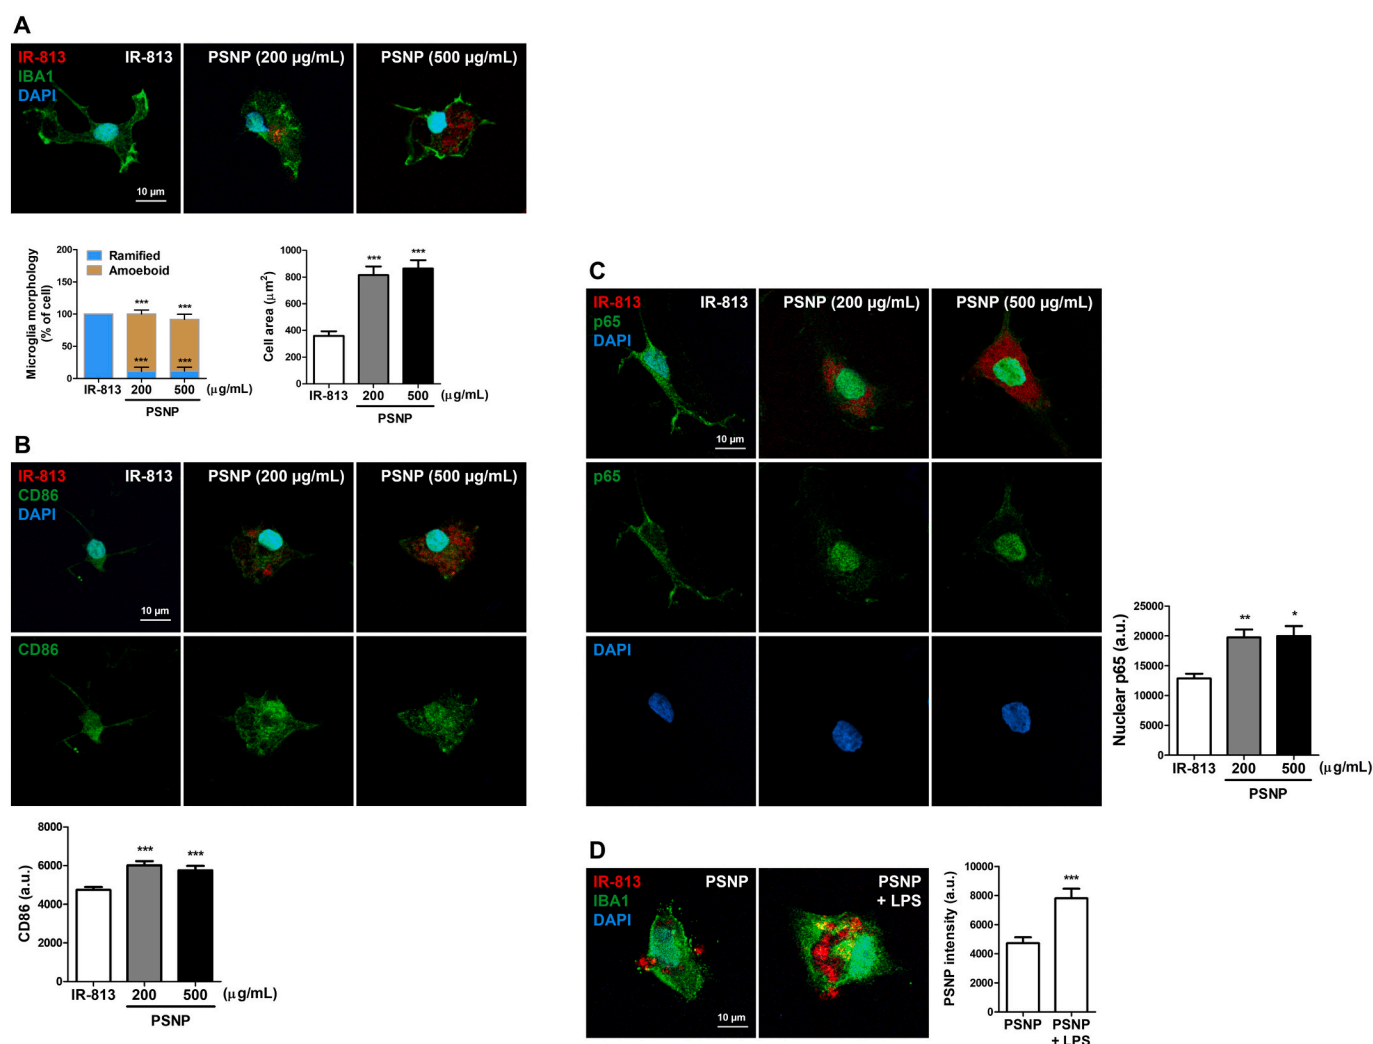 A
IR-813
IBA1
DAPI
IR-813
PSNP (200 µg/mL)
PSNP (500 µg/mL)
10 µm
Microglia morphology
(% of cell)
200
150
100
50
0
Ramified
Amoeboid
***
***
***
***
IR-813
200
500
(µg/mL)
PSNP
Cell area (µm²)
1000
800
600
400
200
0
***
***
IR-813
200
500
(µg/mL)
PSNP
B
IR-813
CD86
DAPI
IR-813
PSNP (200 µg/mL)
PSNP (500 µg/mL)
10 µm
CD86
CD86 (a.u.)
8000
6000
4000
2000
0
***
***
IR-813
200
500
(µg/mL)
PSNP
C
IR-813
p65
DAPI
IR-813
PSNP (200 µg/mL)
PSNP (500 µg/mL)
10 µm
p65
DAPI
Nuclear p65 (a.u.)
25000
20000
15000
10000
5000
0
**
*
IR-813
200
500
(µg/mL)
PSNP
D
IR-813
IBA1
DAPI
PSNP
PSNP
+ LPS
10 µm
PSNP intensity (a.u.)
10000
8000
6000
4000
2000
0
***
PSNP
PSNP
+ LPS